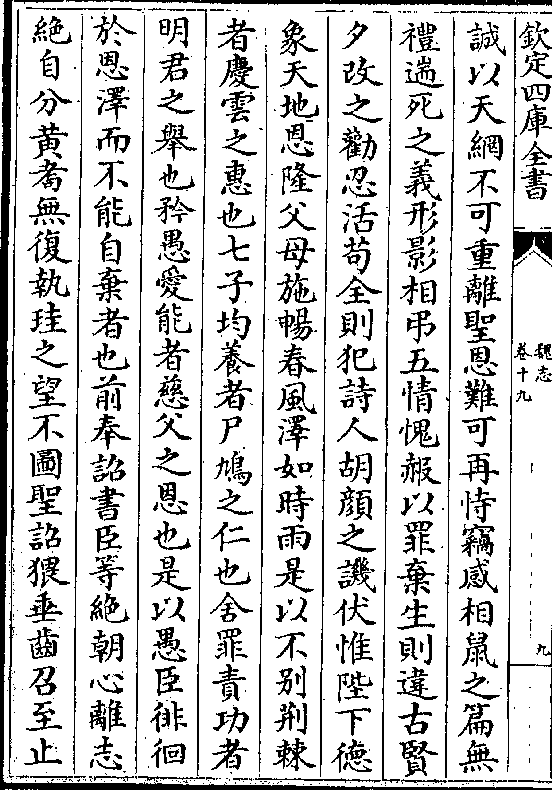 欽定四庫全書
魏志
卷十九
九
誠以天網不可重離聖恩難可再恃竊感相鼠之篇無
禮遄死之義形影相弔五情愧赧以罪棄生則違古賢
夕改之勸忍活苟全則犯詩人胡顔之譏伏惟陛下德
象天地恩隆父母施暢春風澤如時雨是以不别荆棘
者慶雲之惠也七子均養者尸鳩之仁也舍罪責功者
明君之舉也矜愚愛能者慈父之恩也是以愚臣徘徊
於恩澤而不能自棄者也前奉詔書臣等絶朝心離志
絶自分黄耇無復執珪之望不圖聖詔猥垂齒召至止